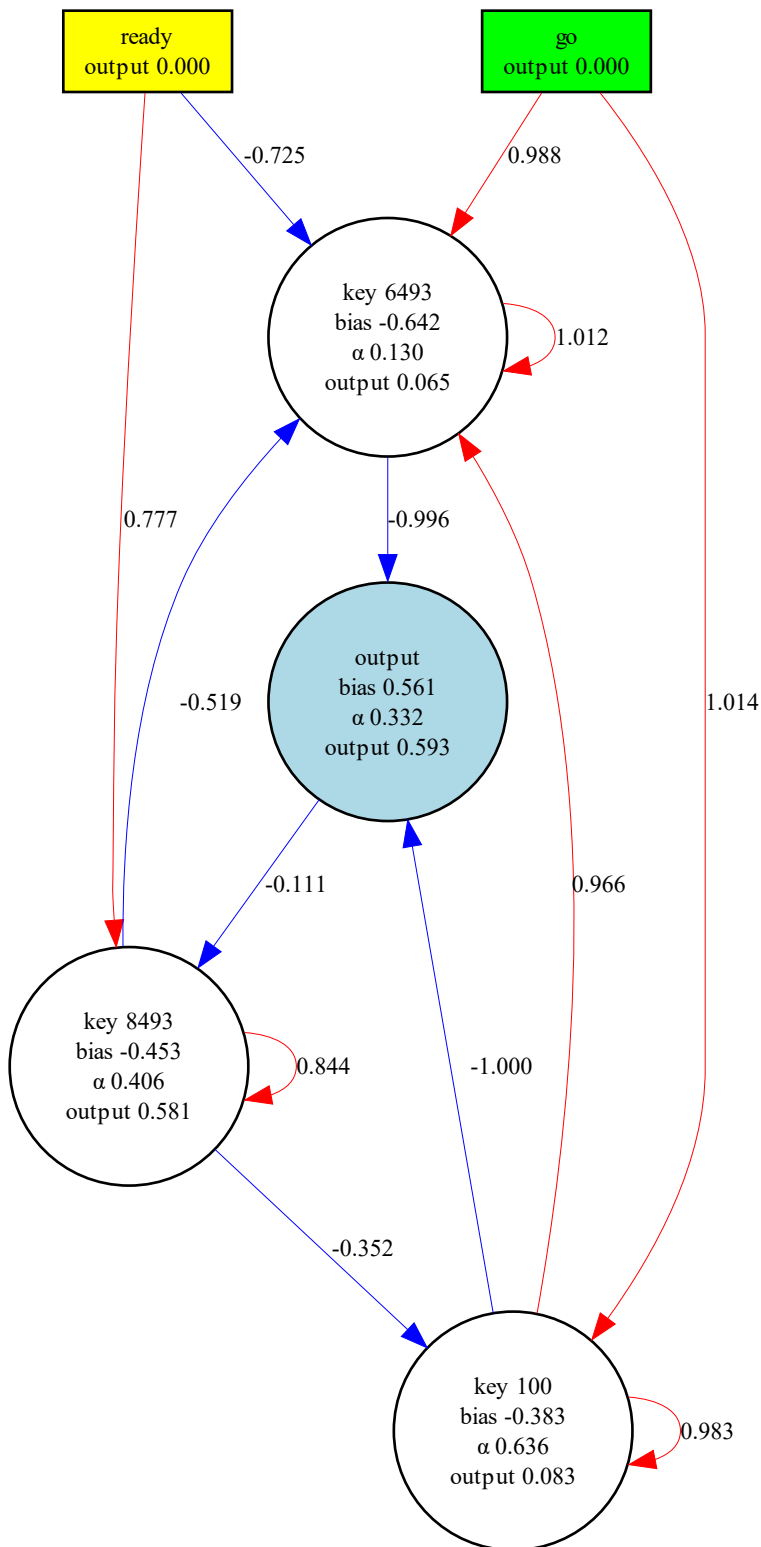 ready
output 0.000
go
output 0.000
-0.725
0.988
key 6493
bias -0.642
α 0.130
output 0.065
1.012
0.777
-0.996
-0.519
output
bias 0.561
α 0.332
output 0.593
1.014
-0.111
0.966
key 8493
bias -0.453
α 0.406
output 0.581
0.844
-1.000
-0.352
key 100
bias -0.383
α 0.636
output 0.083
0.983